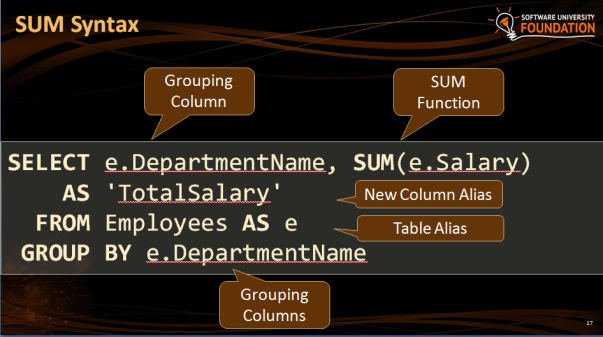 SUM Syntax
SOFTWARE UNIVERSITY
FOUNDATION
Grouping
Column
SUM
Function
SELECT e.DepartmentName, SUM(e.Salary)
AS 'TotalSalary'
New Column Alias
FROM Employees AS e
Table Alias
GROUP BY e.DepartmentName
Grouping
Columns
17